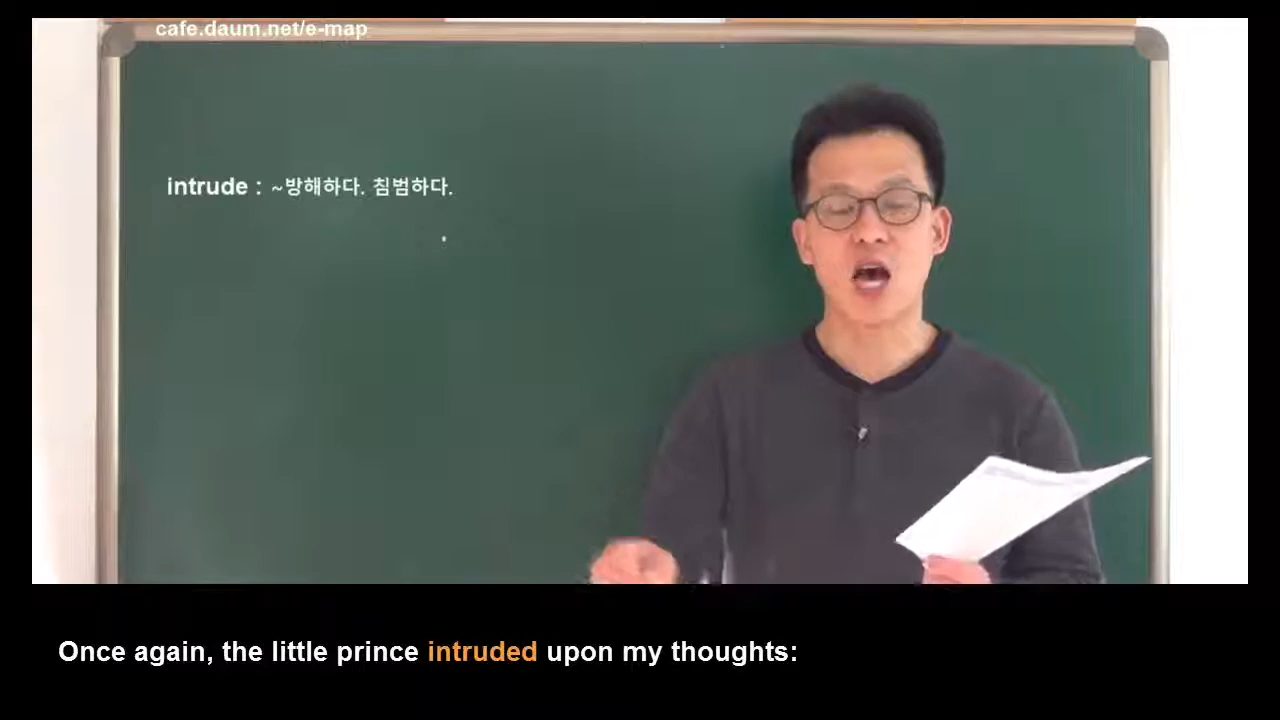 cafe.daum.net/e-map
intrude : ~방해하다. 침범하다.
Once again, the little prince intruded upon my thoughts: